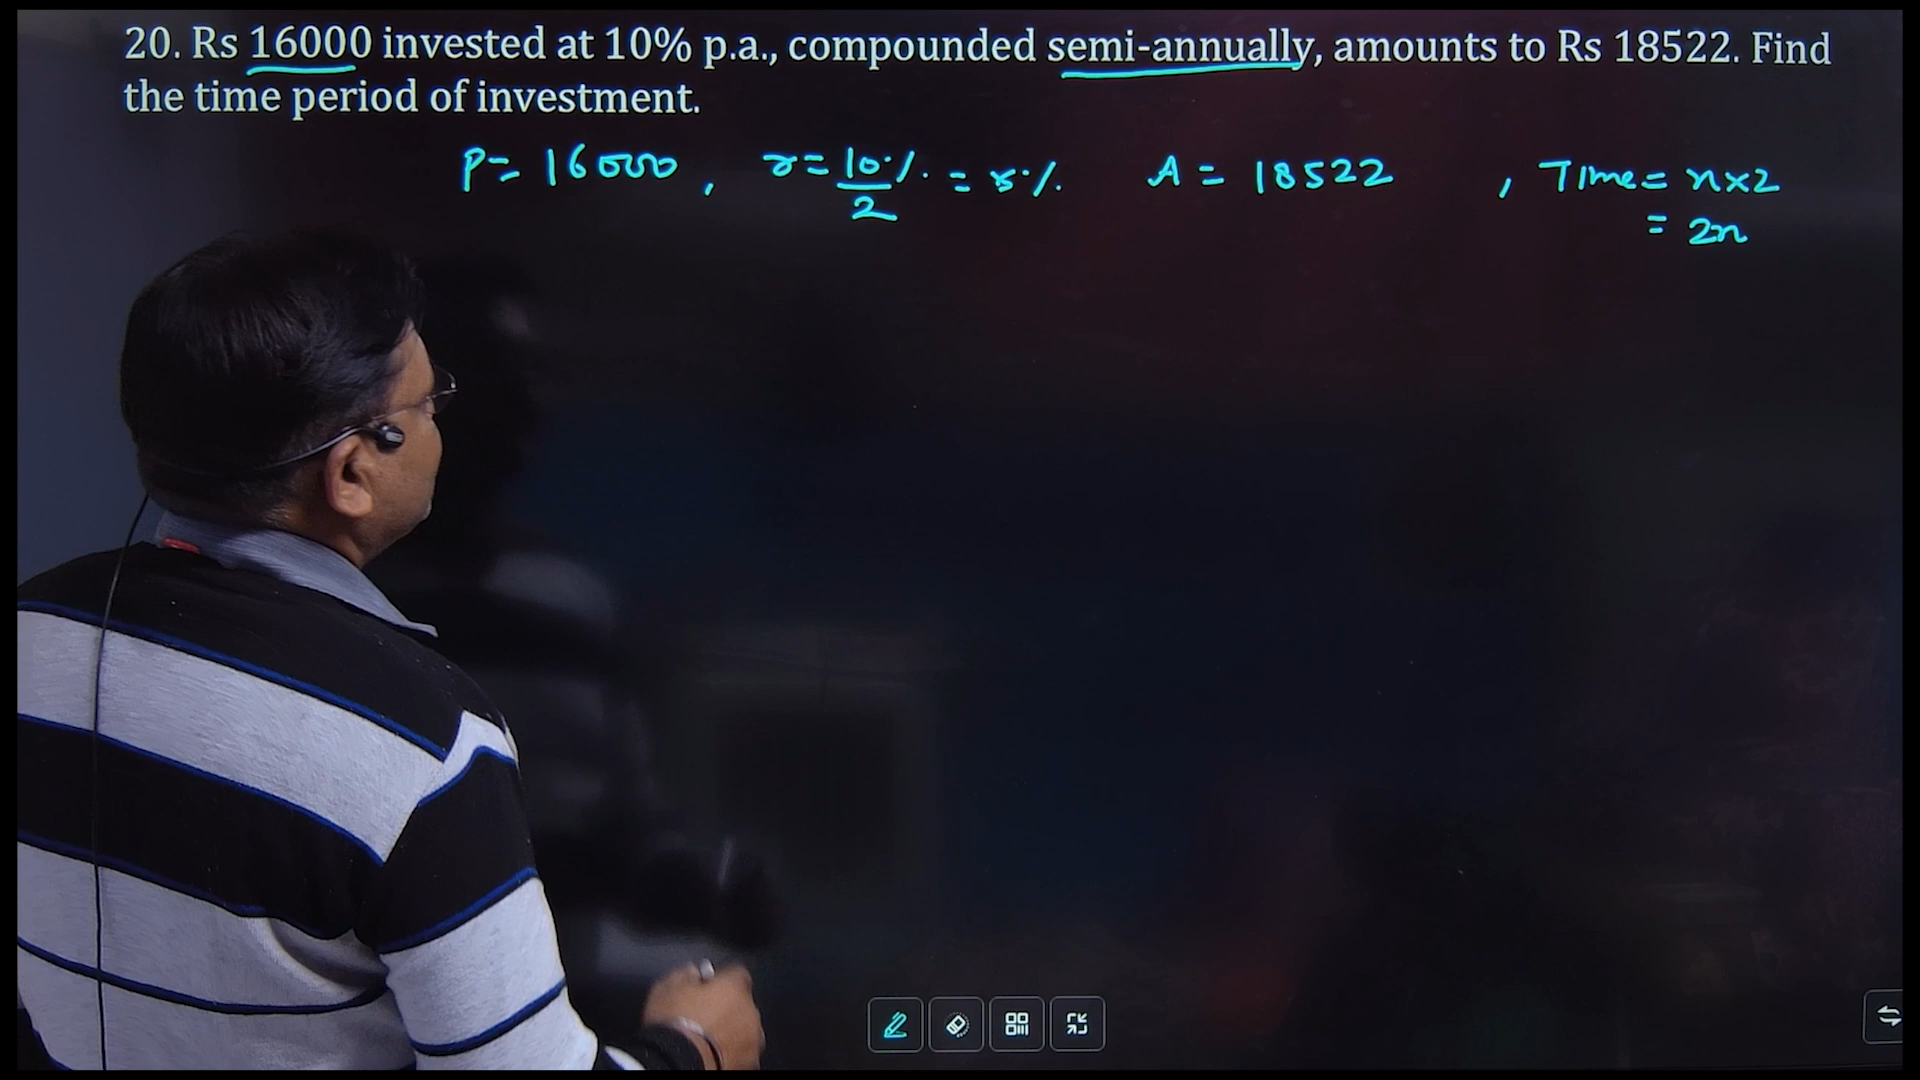 20. Rs 16000 invested at 10% p.a., compounded semi-annually, amounts to Rs 18522. Find
the time period of investment.
P = 16000, r = 10%/2 = 5% A = 18522, Time = n×2
= 2n